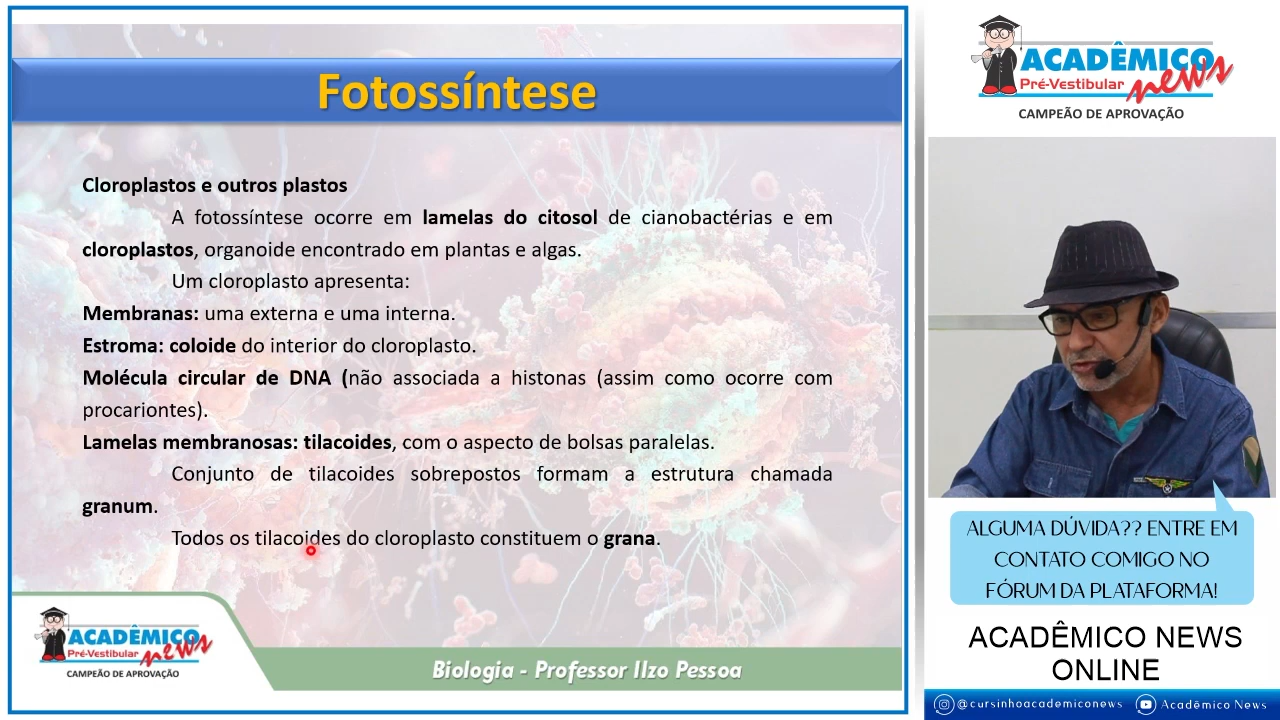 Fotossíntese
Cloroplastos e outros plastos
A fotossíntese ocorre em lamelas do citosol de cianobactérias e em
cloroplastos, organoide encontrado em plantas e algas.
Um cloroplasto apresenta:
Membranas: uma externa e uma interna.
Estroma: coloide do interior do cloroplasto.
Molécula circular de DNA (não associada a histonas (assim como ocorre com
procariontes).
Lamelas membranosas: tilacoides, com o aspecto de bolsas paralelas.
Conjunto de tilacoides sobrepostos formam a estrutura chamada
granum.
Todos os tilacoides do cloroplasto constituem o grana.
ACADÊMICO
Pré-Vestibular news
CAMPEÃO DE APROVAÇÃO
Biologia - Professor Ilzo Pessoa
ACADÊMICO
Pré-Vestibular news
CAMPEÃO DE APROVAÇÃO
ALGUMA DÚVIDA?? ENTRE EM
CONTATO COMIGO NO
FÓRUM DA PLATAFORMA!
ACADÊMICO NEWS
ONLINE
@cursinhoacademiconews Acadêmico News